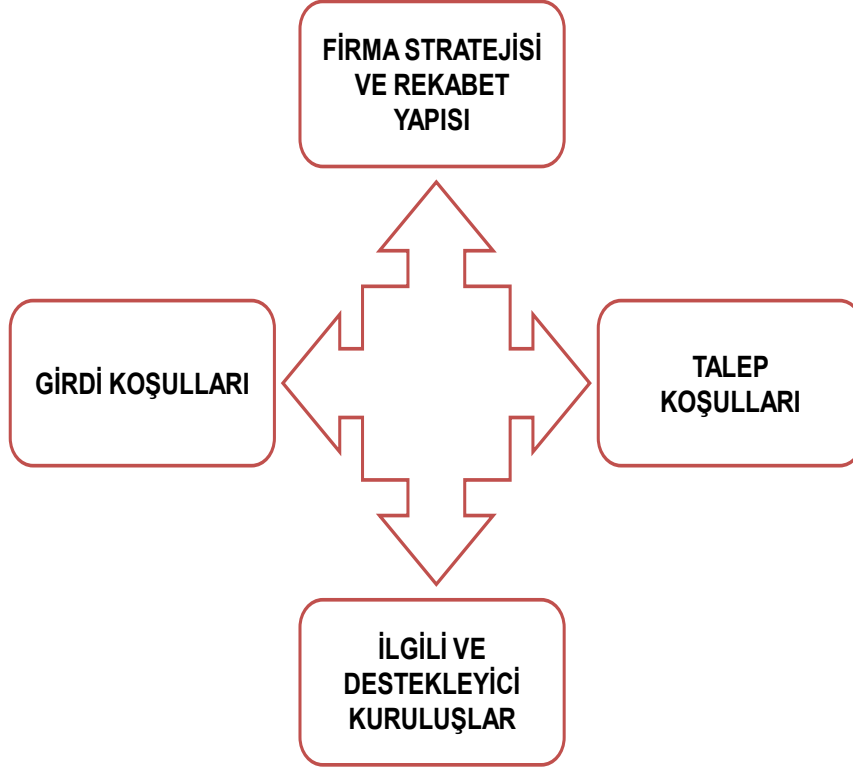 FİRMA STRATEJİSİ
VE REKABET
YAPISI
GİRDİ KOŞULLARI
TALEP
KOŞULLARI
İLGİLİ VE
DESTEKLEYİCİ
KURULUŞLAR